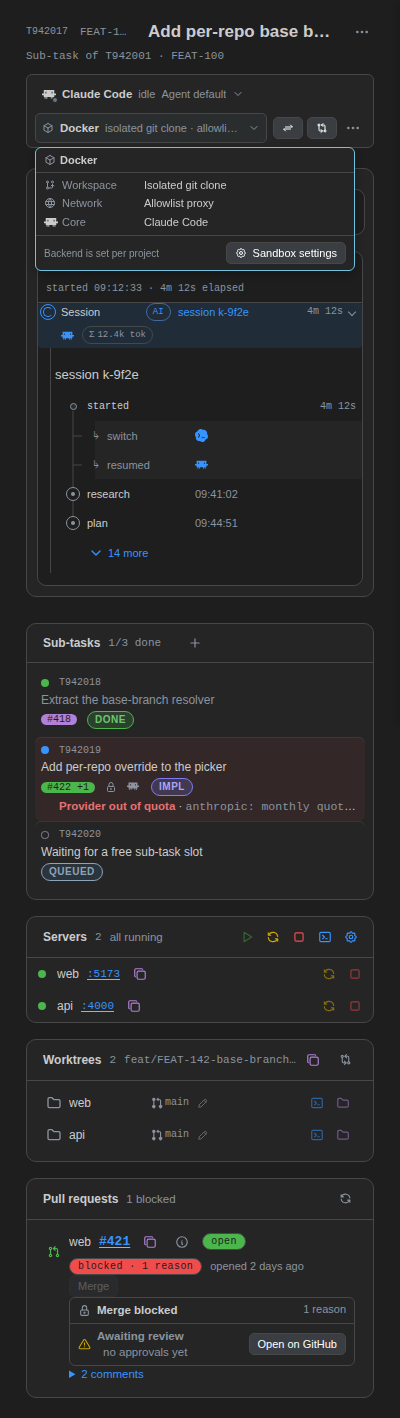 T942017 FEAT-1… Add per-repo base b…
Sub-task of T942001 · FEAT-100
Claude Code idle Agent default
Docker isolated git clone · allowli…
Docker
Workspace Isolated git clone
Network Allowlist proxy
Core Claude Code
Backend is set per project Sandbox settings
started 09:12:33 · 4m 12s elapsed
Session AI session k-9f2e 4m 12s
Σ 12.4k tok
session k-9f2e
started 4m 12s
↳ switch
↳ resumed
research 09:41:02
plan 09:44:51
14 more
Sub-tasks 1/3 done
T942018
Extract the base-branch resolver
#418 DONE
T942019
Add per-repo override to the picker
#422 +1 IMPL
Provider out of quota · anthropic: monthly quot…
T942020
Waiting for a free sub-task slot
QUEUED
Servers 2 all running
web :5173
api :4000
Worktrees 2 feat/FEAT-142-base-branch…
web main
api main
Pull requests 1 blocked
web #421 open
blocked · 1 reason opened 2 days ago
Merge
Merge blocked 1 reason
Awaiting review
no approvals yet Open on GitHub
2 comments